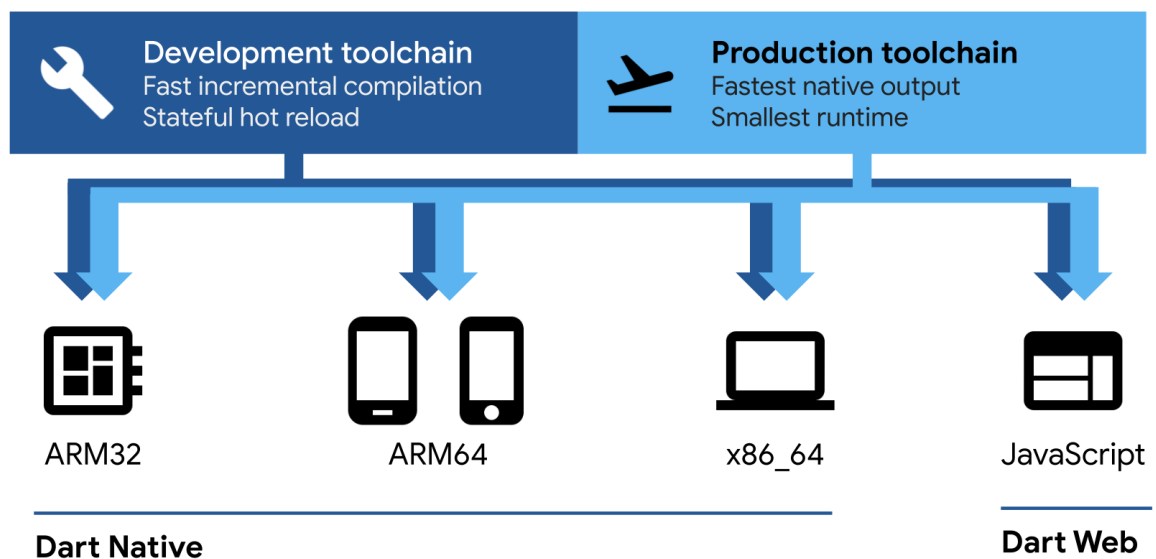 Development toolchain
Fast incremental compilation
Stateful hot reload
Production toolchain
Fastest native output
Smallest runtime
ARM32
ARM64
x86_64
JavaScript
Dart Native
Dart Web